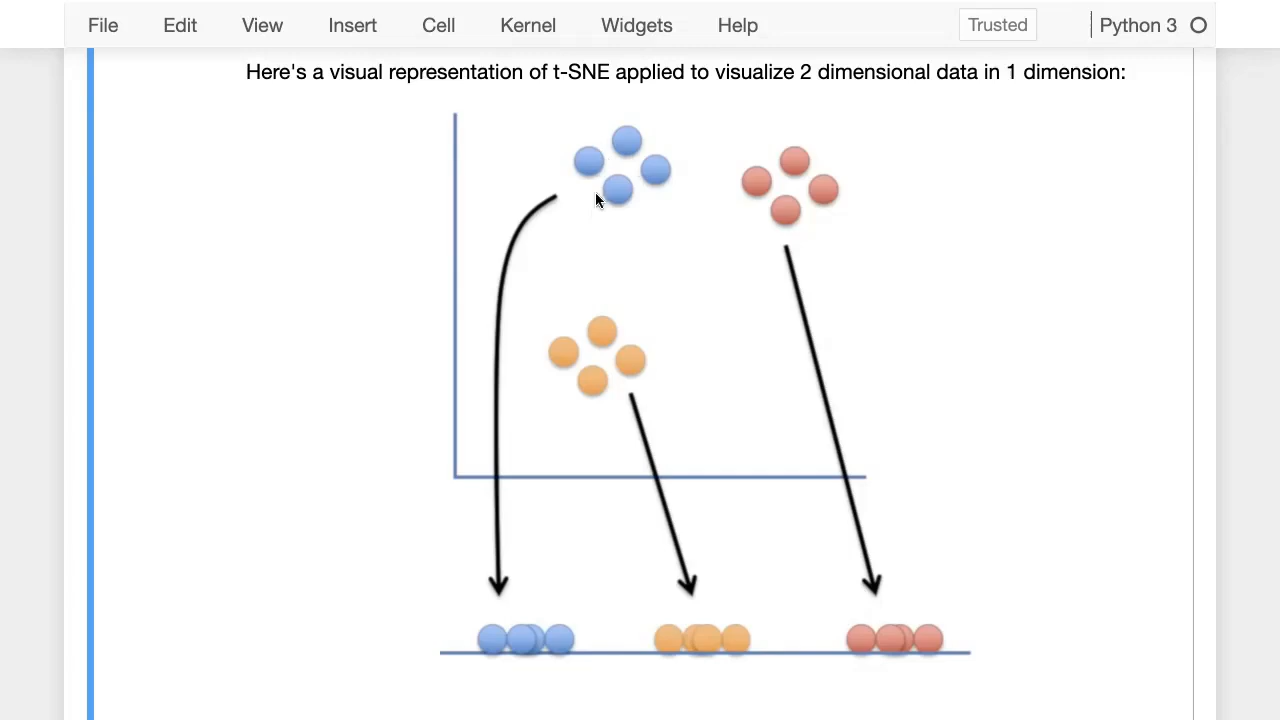 File Edit View Insert Cell Kernel Widgets Help Trusted Python 3
Here's a visual representation of t-SNE applied to visualize 2 dimensional data in 1 dimension: